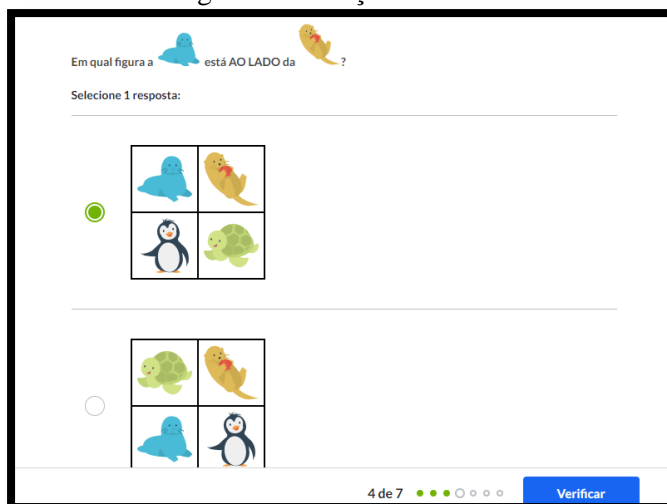 Em qual figura a está AO LADO da ?
Selecione 1 resposta:
4 de 7
Verificar